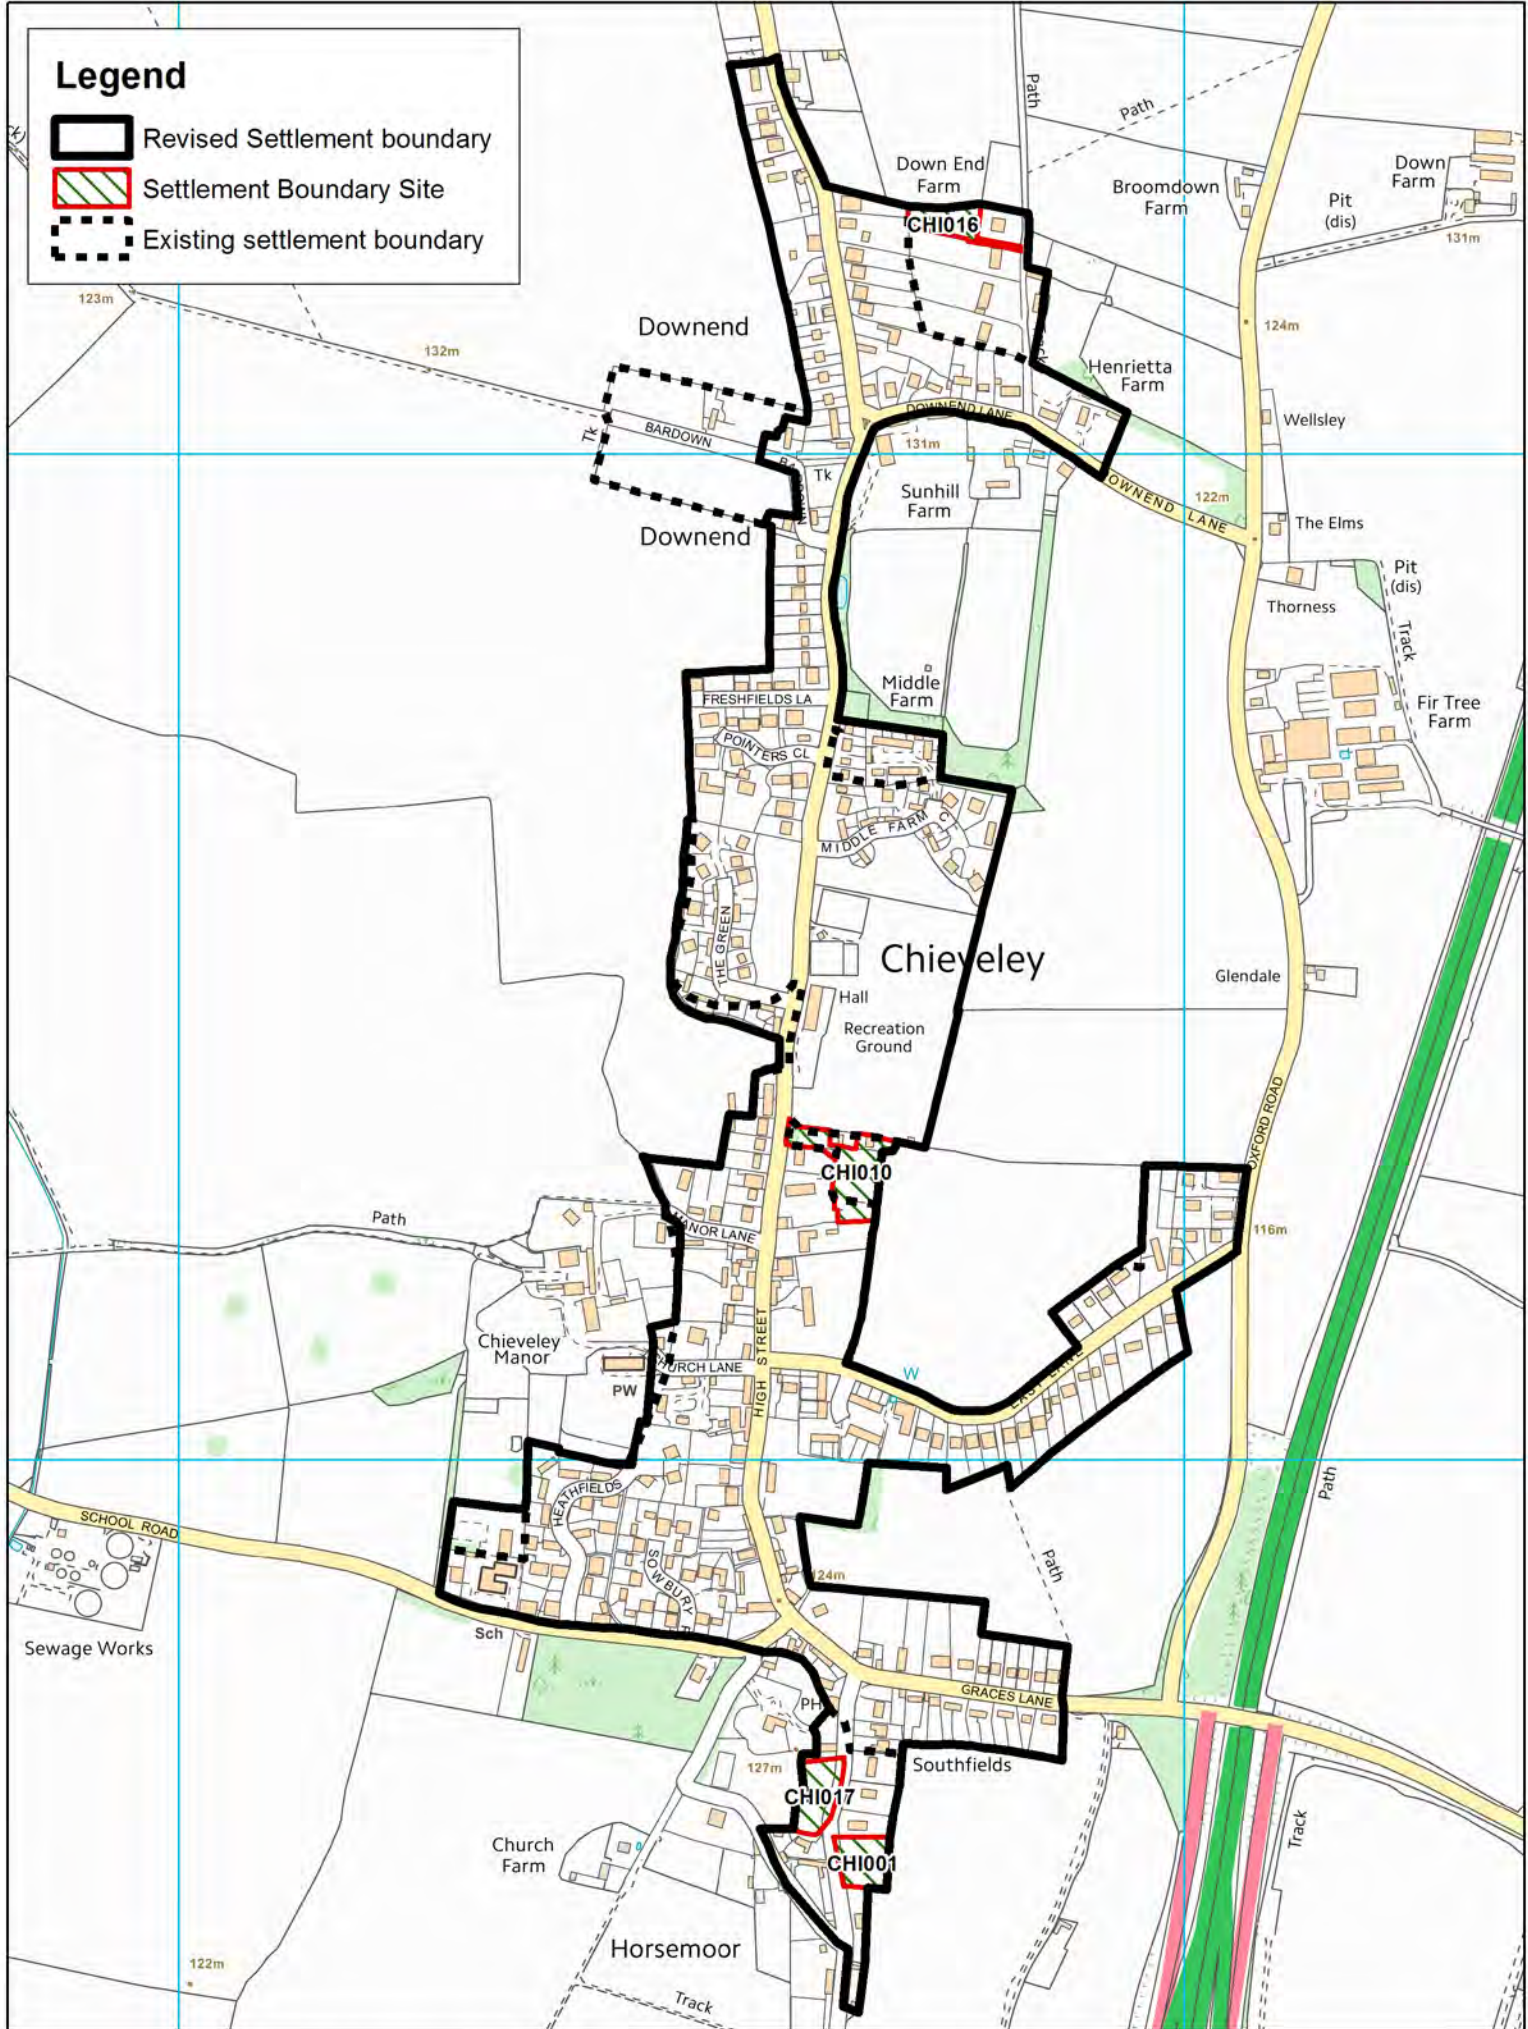 Legend
Revised Settlement boundary
Settlement Boundary Site
Existing settlement boundary
Path
Path
Down End
Farm
Broomdown
Farm
Down
Farm
Pit
(dis)
131m
CHI016
123m
132m
124m
Downend
Track
Henrietta
Farm
DOWNEND LANE
Wellsley
BARDOWN
Tk
131m
BARDOWN
Tk
Sunhill
Farm
DOWNEND LANE
122m
The Elms
Downend
Pit
(dis)
Thorness
Track
Middle
Farm
FRESHFIELDS LA
Fir Tree
Farm
POINTERS CL
MIDDLE FARM C
THE GREEN
Chieveley
Glendale
Hall
Recreation
Ground
OXFORD ROAD
CHI010
Path
MANOR LANE
116m
Chieveley
Manor
HIGH STREET
CHURCH LANE
EAST LANE
PW
W
HEATHFIELDS
Path
SCHOOL ROAD
SOWBURY P
124m
Path
Sch
Sewage Works
GRACES LANE
PH
127m
Southfields
CHI017
Church
Farm
CHI001
Track
Horsemoor
122m
Track